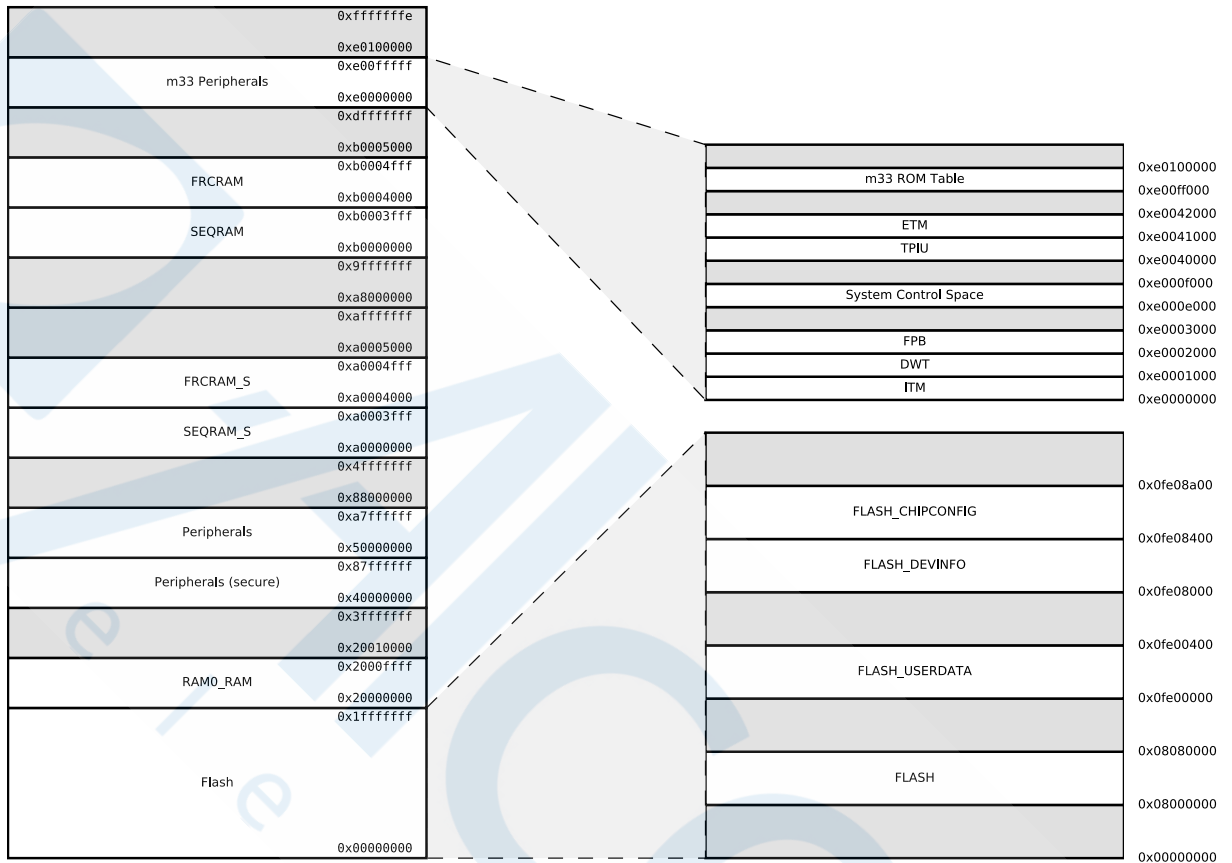 0xfffffffe
0xe0100000
0xe00fffff
m33 Peripherals
0xe0000000
0xdfffffff
0xb0005000
0xb0004fff
FRCRAM
0xb0004000
0xb0003fff
SEQRAM
0xb0000000
0x9fffffff
0xa8000000
0xafffffff
0xa0005000
0xa0004fff
FRCRAM_S
0xa0004000
0xa0003fff
SEQRAM_S
0xa0000000
0x4fffffff
0x88000000
0xa7ffffff
Peripherals
0x50000000
0x87ffffff
Peripherals (secure)
0x40000000
0x3fffffff
0x20010000
0x2000ffff
RAM0_RAM
0x20000000
0x1fffffff
Flash
0x00000000
0xe0100000
m33 ROM Table
0xe00ff000
0xe0042000
ETM
0xe0041000
TPIU
0xe0040000
0xe000f000
System Control Space
0xe000e000
0xe0003000
FPB
0xe0002000
DWT
0xe0001000
ITM
0xe0000000
0x0fe08a00
FLASH_CHIPCONFIG
0x0fe08400
FLASH_DEVINFO
0x0fe08000
0x0fe00400
FLASH_USERDATA
0x0fe00000
0x08080000
FLASH
0x08000000
0x00000000